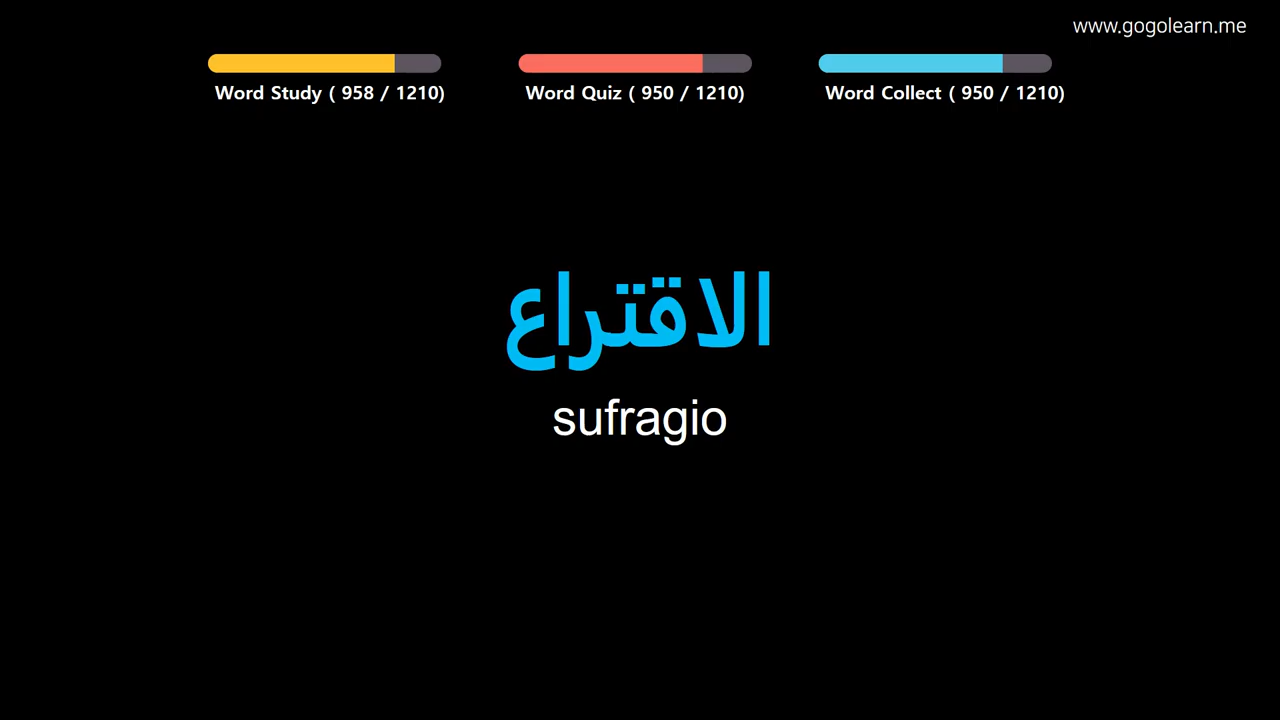 www.gogolearn.me
Word Study ( 958 / 1210)
Word Quiz ( 950 / 1210)
Word Collect ( 950 / 1210)
الاقتراع
sufragio